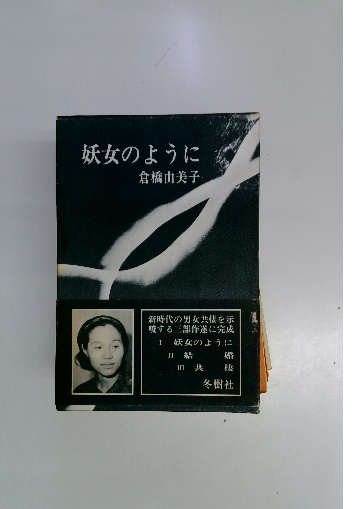 妖女のように
倉橋由美子
新時代の男女共棲を示
唆する三部作遂に完成
I 妖女のように
II 結婚
III 共棲
冬樹社